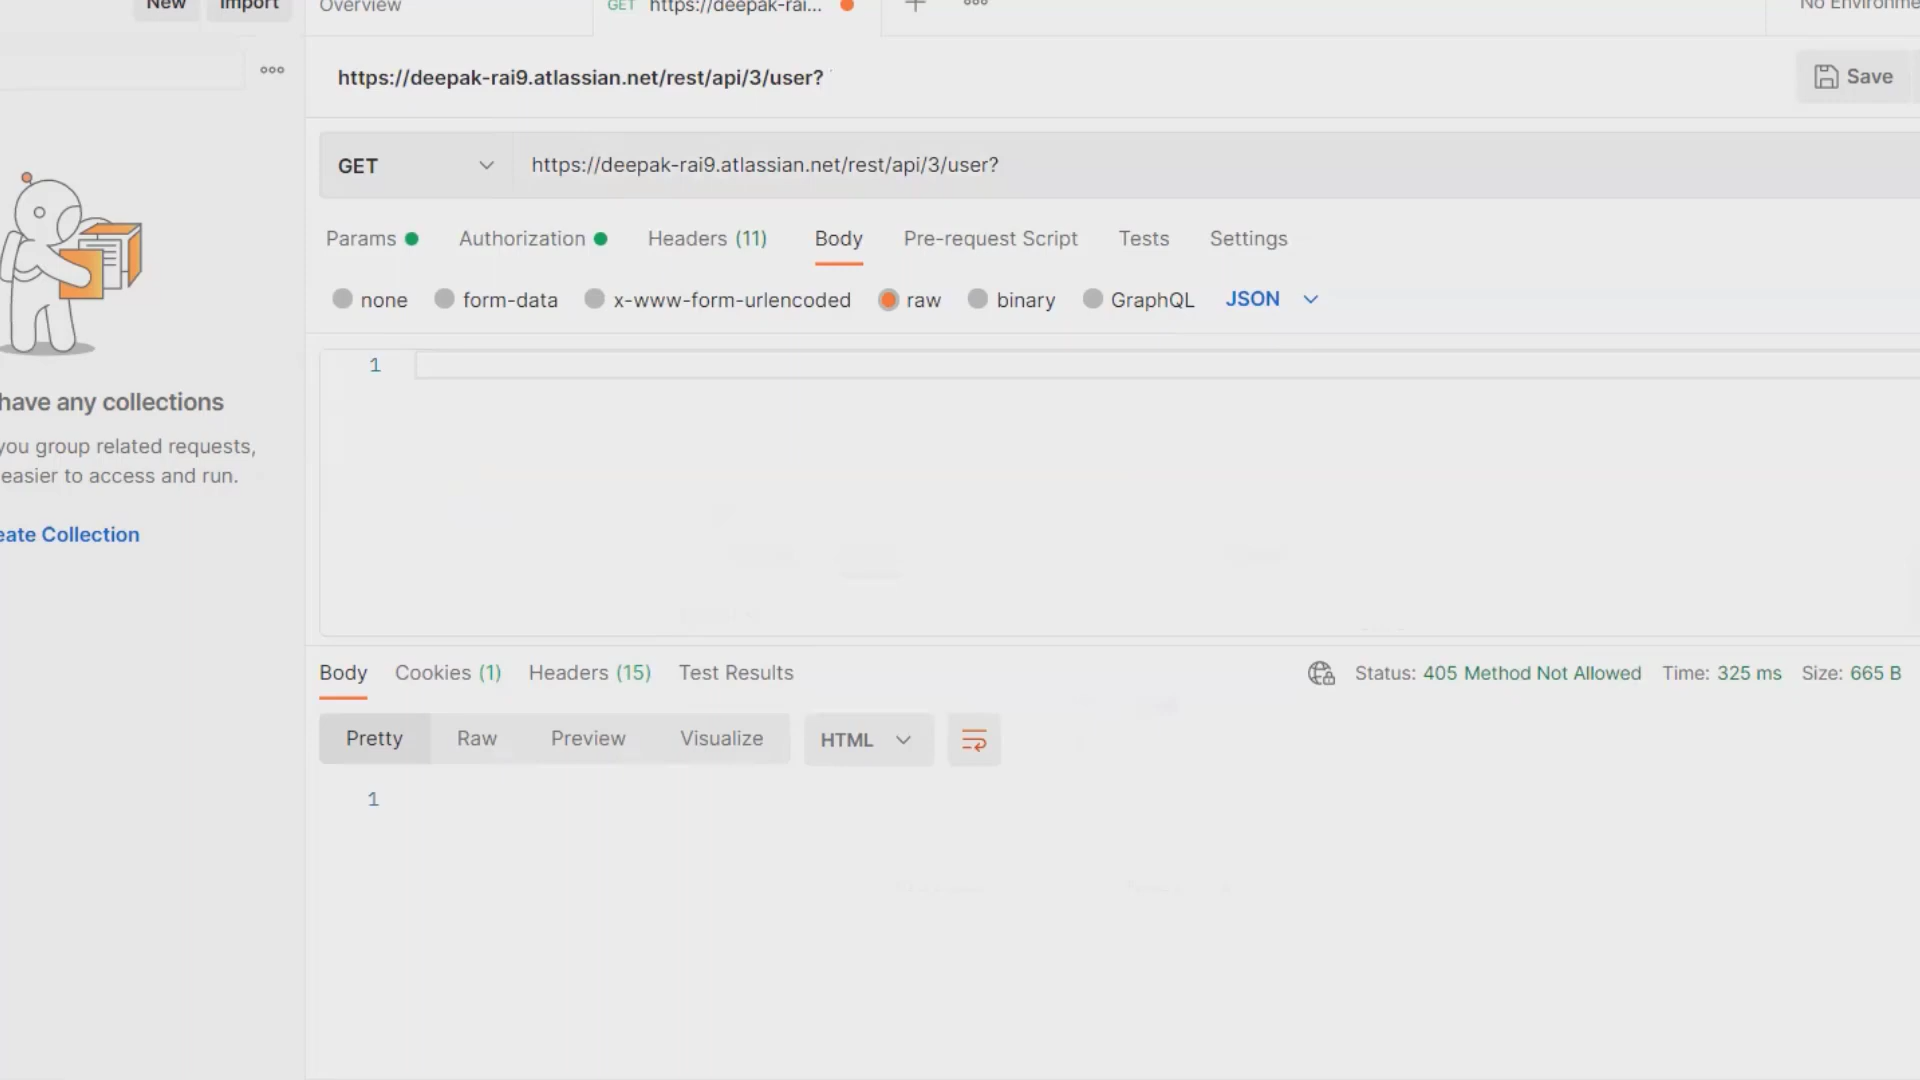 New Import Overview GET https://deepak-rai... No Environme
https://deepak-rai9.atlassian.net/rest/api/3/user? Save
GET https://deepak-rai9.atlassian.net/rest/api/3/user?
Params Authorization Headers (11) Body Pre-request Script Tests Settings
none form-data x-www-form-urlencoded raw binary GraphQL JSON
1
have any collections
you group related requests,
easier to access and run.
eate Collection
Body Cookies (1) Headers (15) Test Results Status: 405 Method Not Allowed Time: 325 ms Size: 665 B
Pretty Raw Preview Visualize HTML
1